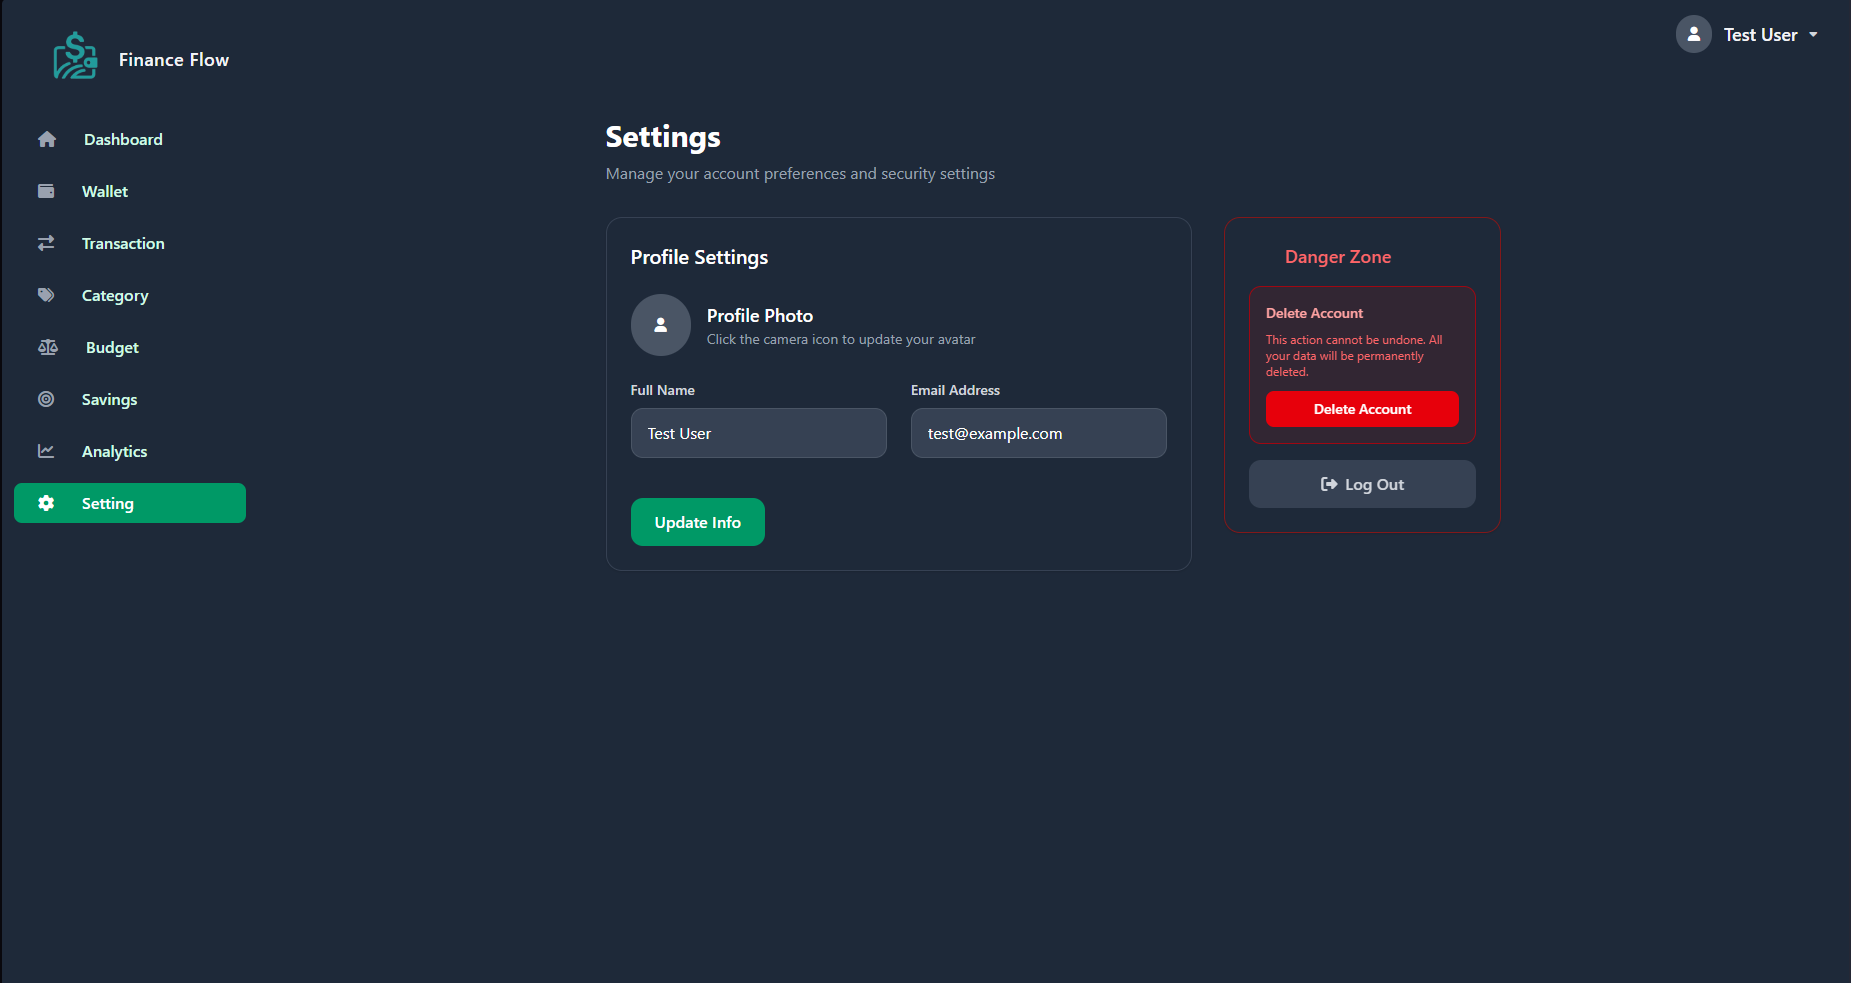 Finance Flow
Test User
Dashboard
Wallet
Transaction
Category
Budget
Savings
Analytics
Setting
Settings
Manage your account preferences and security settings
Profile Settings
Profile Photo
Click the camera icon to update your avatar
Full Name
Email Address
Test User
test@example.com
Update Info
Danger Zone
Delete Account
This action cannot be undone. All
your data will be permanently
deleted.
Delete Account
Log Out